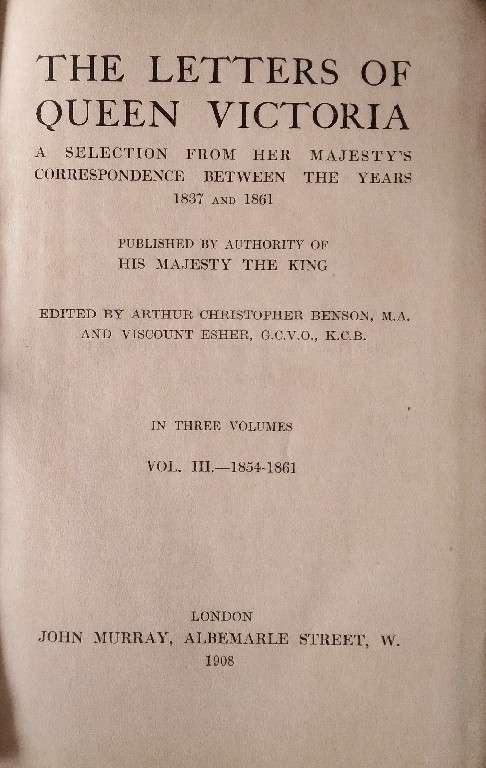 THE LETTERS OF
QUEEN VICTORIA
A SELECTION FROM HER MAJESTY'S
CORRESPONDENCE BETWEEN THE YEARS
1837 AND 1861
PUBLISHED BY AUTHORITY OF
HIS MAJESTY THE KING
EDITED BY ARTHUR CHRISTOPHER BENSON, M.A.
AND VISCOUNT ESHER, G.C.V.O., K.C.B.
IN THREE VOLUMES
VOL. III.—1854-1861
LONDON
JOHN MURRAY, ALBEMARLE STREET, W.
1908